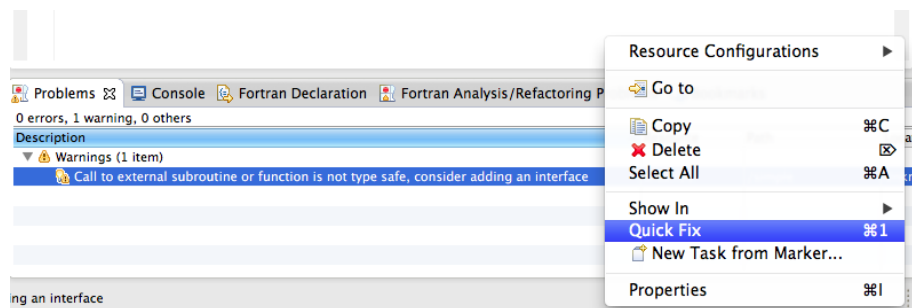 Problems Console Fortran Declaration Fortran Analysis/Refactoring P
0 errors, 1 warning, 0 others
Description
Warnings (1 item)
Call to external subroutine or function is not type safe, consider adding an interface
ng an interface
Resource Configurations
Go to
Copy ⌘C
Delete ⌦
Select All ⌘A
Show In
Quick Fix ⌘1
New Task from Marker...
Properties ⌘I